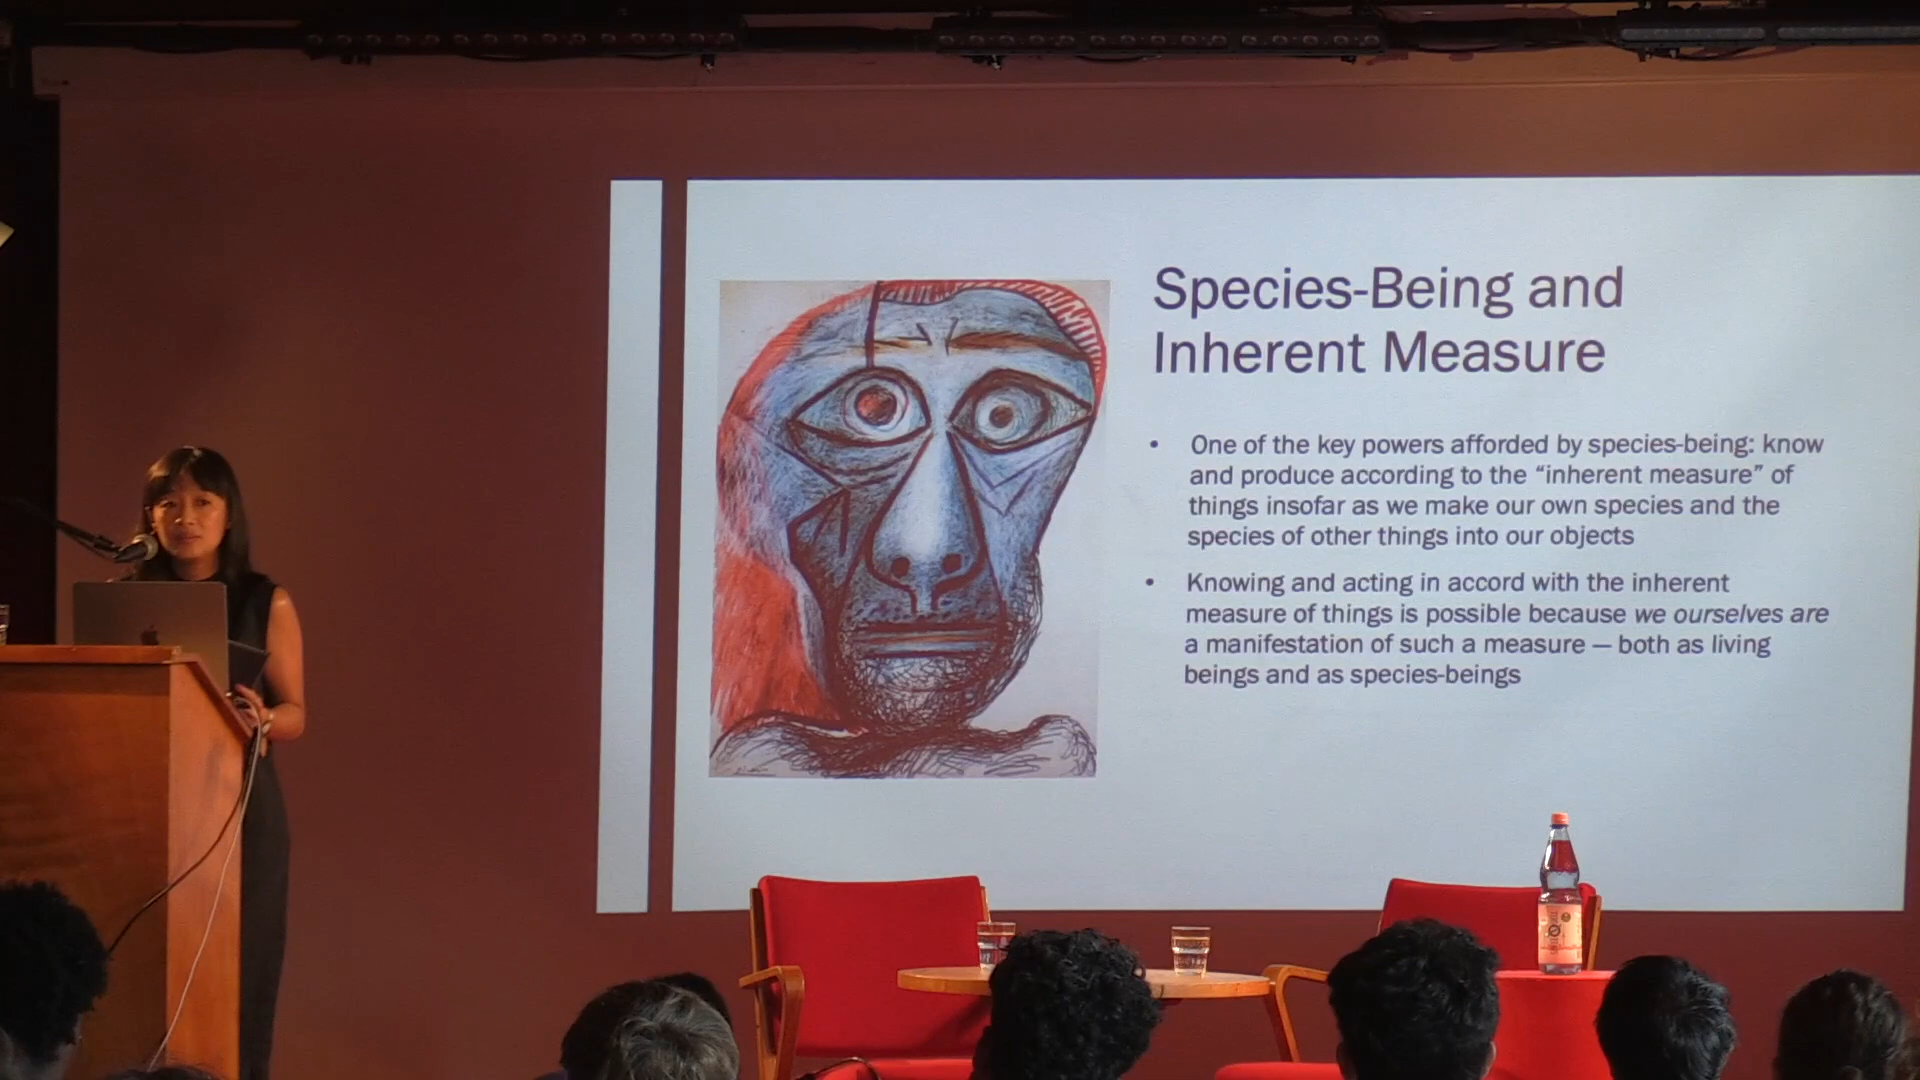 Species-Being and
Inherent Measure
• One of the key powers afforded by species-being: know
and produce according to the “inherent measure” of
things insofar as we make our own species and the
species of other things into our objects
• Knowing and acting in accord with the inherent
measure of things is possible because we ourselves are
a manifestation of such a measure — both as living
beings and as species-beings